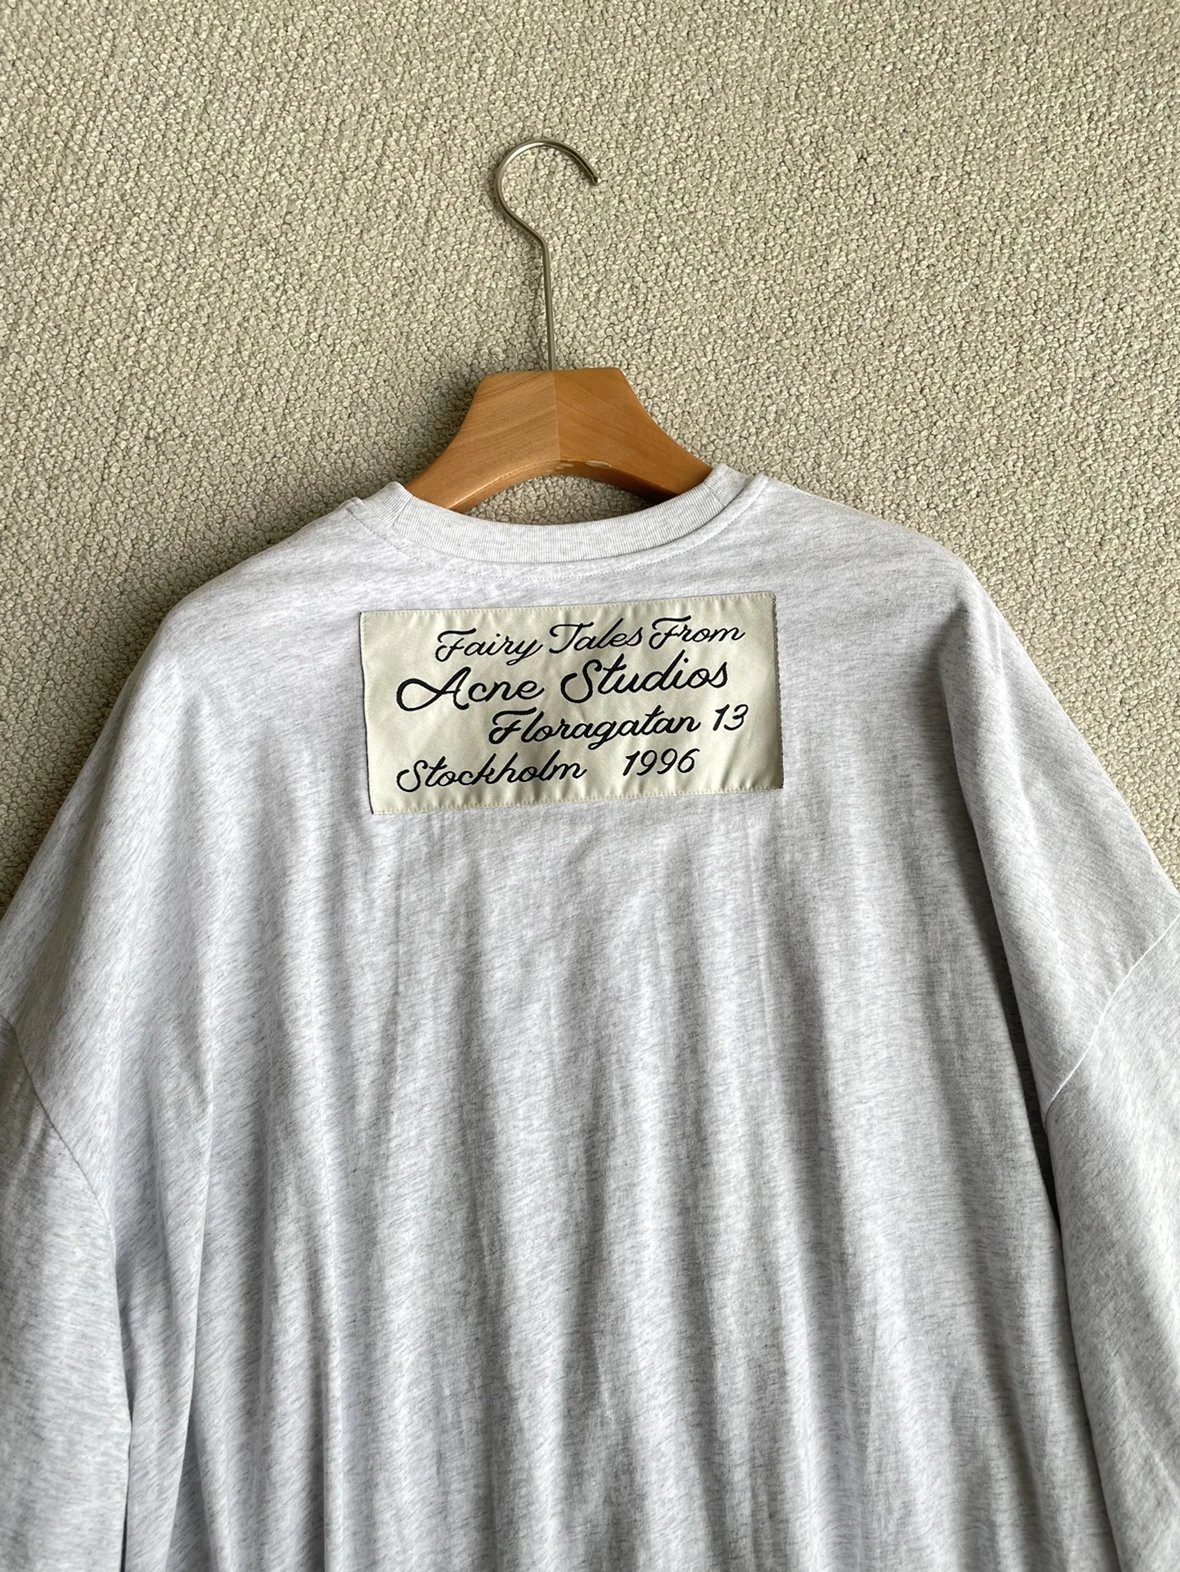 Fairy Tales From
Acne Studios
Floragatan 13
Stockholm 1996